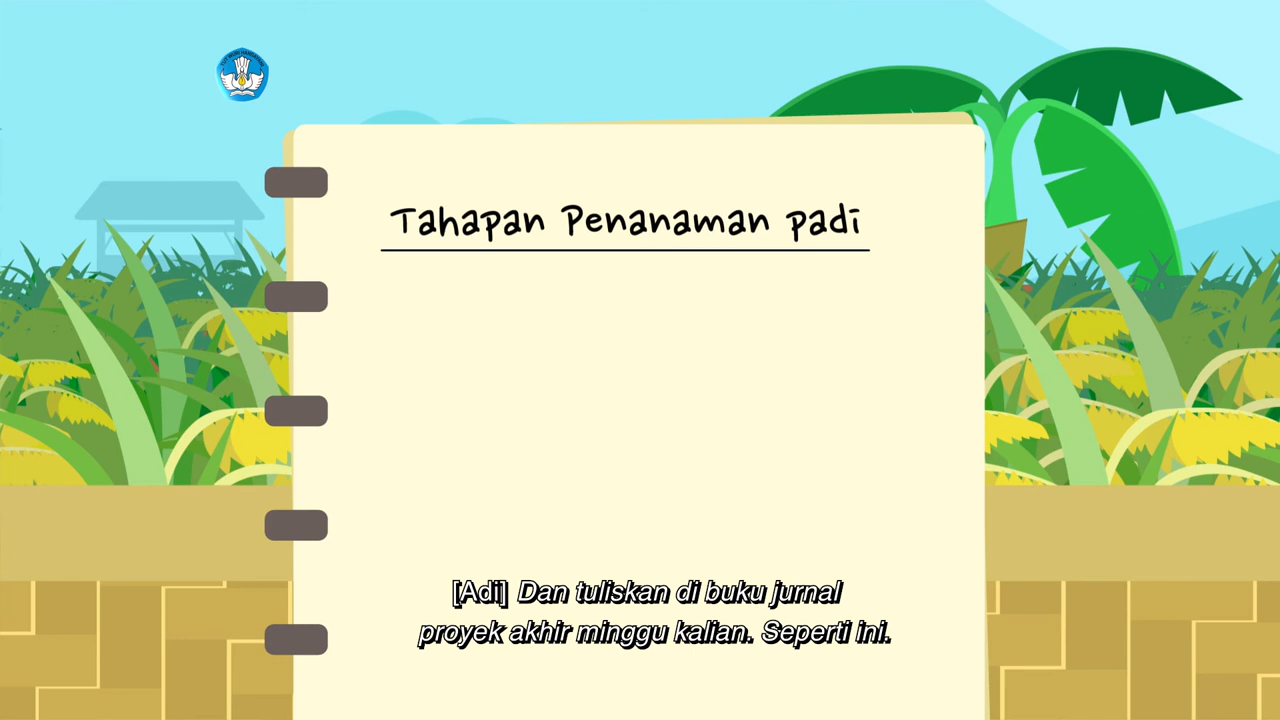 Tahapan Penanaman padi
[Adi] Dan tuliskan di buku jurnal
proyek akhir minggu kalian. Seperti ini.